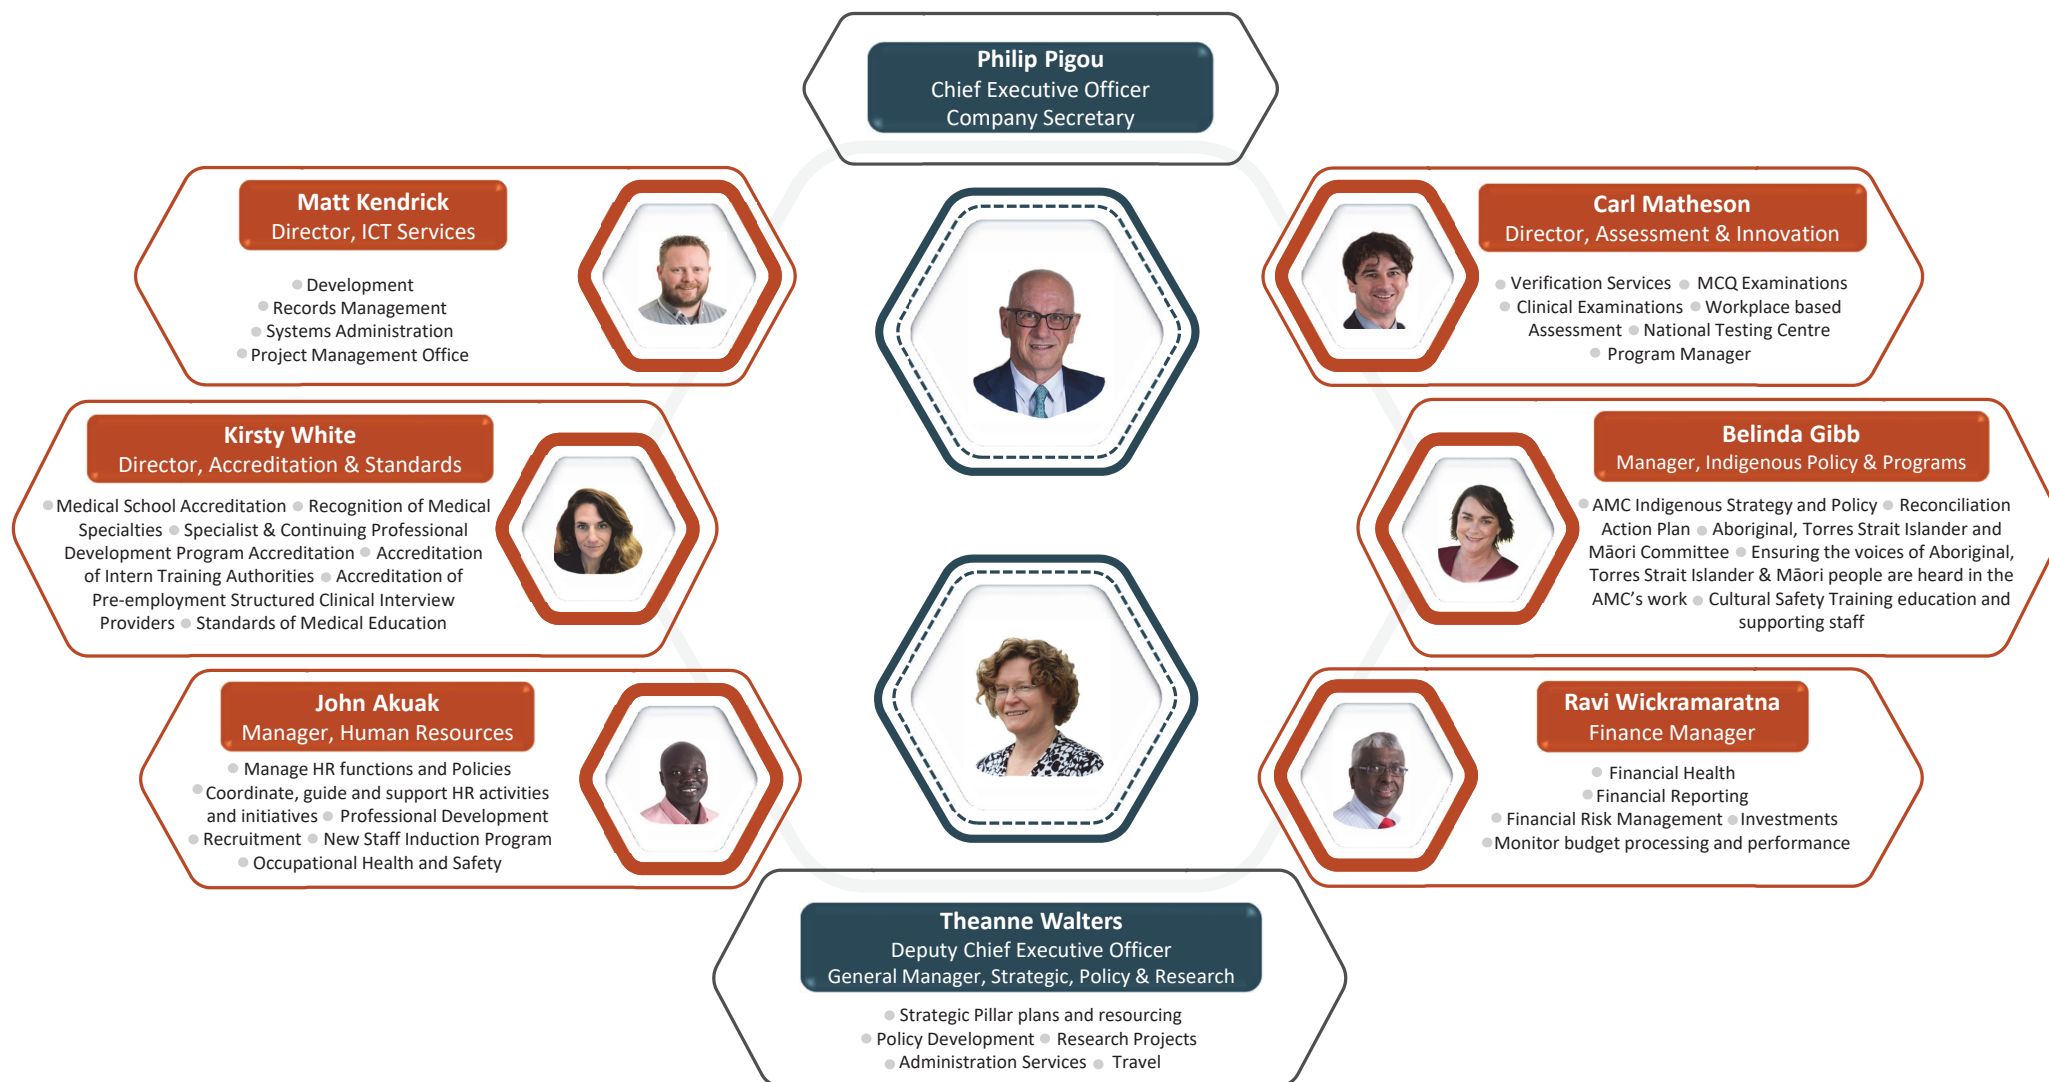 Philip Pigou
Chief Executive Officer
Company Secretary
Matt Kendrick
Director, ICT Services
● Development
● Records Management
● Systems Administration
● Project Management Office
Carl Matheson
Director, Assessment & Innovation
● Verification Services ● MCQ Examinations
● Clinical Examinations ● Workplace based
Assessment ● National Testing Centre
● Program Manager
Kirsty White
Director, Accreditation & Standards
● Medical School Accreditation ● Recognition of Medical
Specialties ● Specialist & Continuing Professional
Development Program Accreditation ● Accreditation
of Intern Training Authorities ● Accreditation of
Pre-employment Structured Clinical Interview
Providers ● Standards of Medical Education
Belinda Gibb
Manager, Indigenous Policy & Programs
● AMC Indigenous Strategy and Policy ● Reconciliation
Action Plan ● Aboriginal, Torres Strait Islander and
Māori Committee ● Ensuring the voices of Aboriginal,
Torres Strait Islander & Māori people are heard in the
AMC’s work ● Cultural Safety Training education and
supporting staff
John Akuak
Manager, Human Resources
● Manage HR functions and Policies
● Coordinate, guide and support HR activities
and initiatives ● Professional Development
● Recruitment ● New Staff Induction Program
● Occupational Health and Safety
Ravi Wickramaratna
Finance Manager
● Financial Health
● Financial Reporting
● Financial Risk Management ● Investments
● Monitor budget processing and performance
Theanne Walters
Deputy Chief Executive Officer
General Manager, Strategic, Policy & Research
● Strategic Pillar plans and resourcing
● Policy Development ● Research Projects
● Administration Services ● Travel